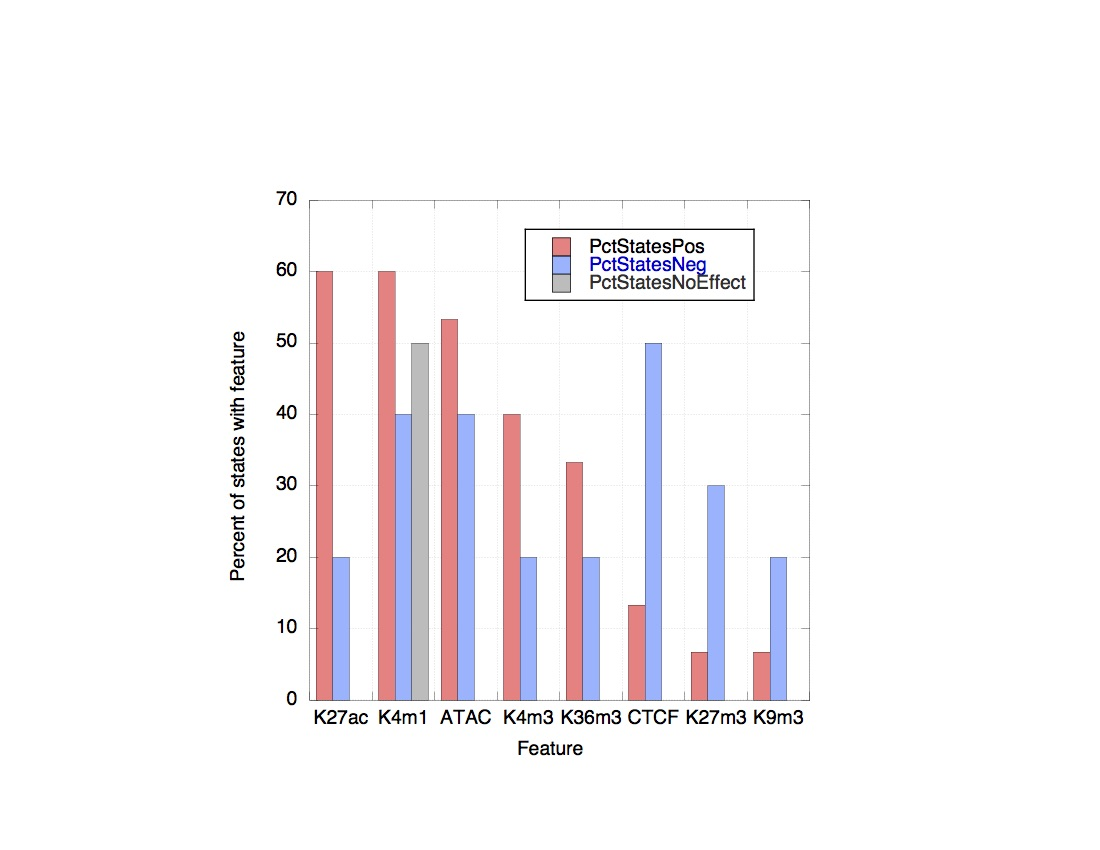 70
60
50
40
30
20
10
0
Percent of states with feature
PctStatesPos
PctStatesNeg
PctStatesNoEffect
K27ac K4m1 ATAC K4m3 K36m3 CTCF K27m3 K9m3
Feature